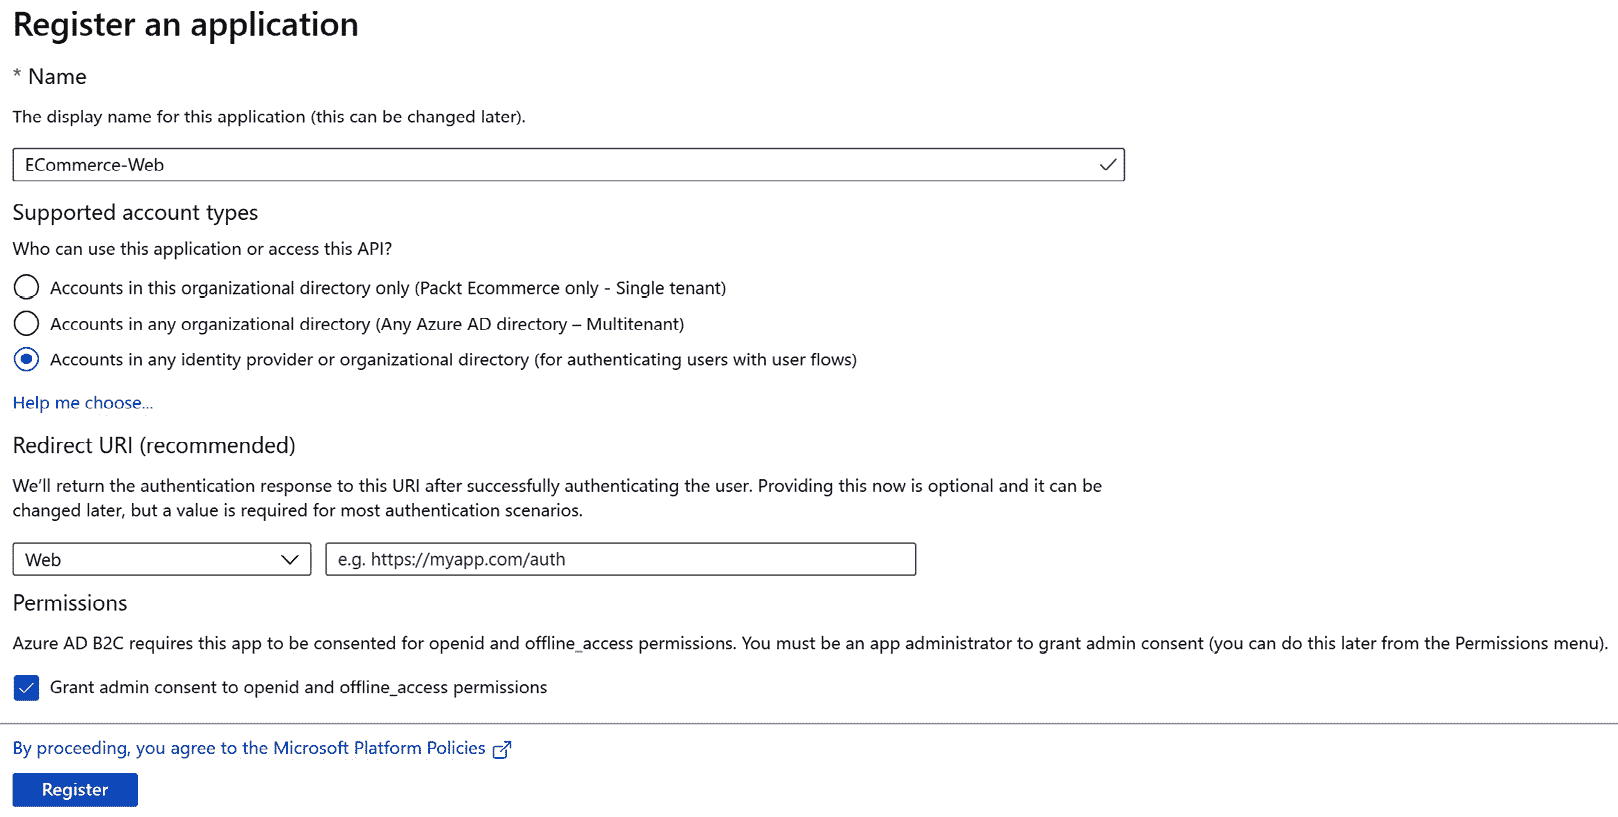 Register an application
* Name
The display name for this application (this can be changed later).
ECommerce-Web
Supported account types
Who can use this application or access this API?
Accounts in this organizational directory only (Packt Ecommerce only - Single tenant)
Accounts in any organizational directory (Any Azure AD directory – Multitenant)
Accounts in any identity provider or organizational directory (for authenticating users with user flows)
Help me choose...
Redirect URI (recommended)
We’ll return the authentication response to this URI after successfully authenticating the user. Providing this now is optional and it can be
changed later, but a value is required for most authentication scenarios.
Web e.g. https://myapp.com/auth
Permissions
Azure AD B2C requires this app to be consented for openid and offline_access permissions. You must be an app administrator to grant admin consent (you can do this later from the Permissions menu).
Grant admin consent to openid and offline_access permissions
By proceeding, you agree to the Microsoft Platform Policies
Register